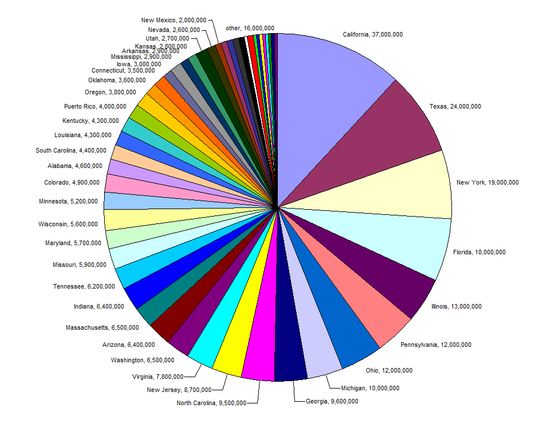 California, 37,000,000
Texas, 24,000,000
New York, 19,000,000
Florida, 18,000,000
Illinois, 13,000,000
Pennsylvania, 12,000,000
Ohio, 12,000,000
Michigan, 10,000,000
Georgia, 9,600,000
North Carolina, 9,500,000
New Jersey, 8,700,000
Virginia, 7,800,000
Washington, 6,500,000
Arizona, 6,400,000
Massachusetts, 6,500,000
Indiana, 6,400,000
Tennessee, 6,200,000
Missouri, 5,900,000
Maryland, 5,700,000
Wisconsin, 5,600,000
Minnesota, 5,200,000
Colorado, 4,900,000
Alabama, 4,600,000
South Carolina, 4,400,000
Louisiana, 4,300,000
Kentucky, 4,300,000
Puerto Rico, 4,000,000
Oregon, 3,800,000
Oklahoma, 3,600,000
Connecticut, 3,500,000
Iowa, 3,000,000
Mississippi, 2,900,000
Arkansas, 2,900,000
Kansas, 2,800,000
Utah, 2,700,000
Nevada, 2,600,000
New Mexico, 2,000,000
other, 16,000,000